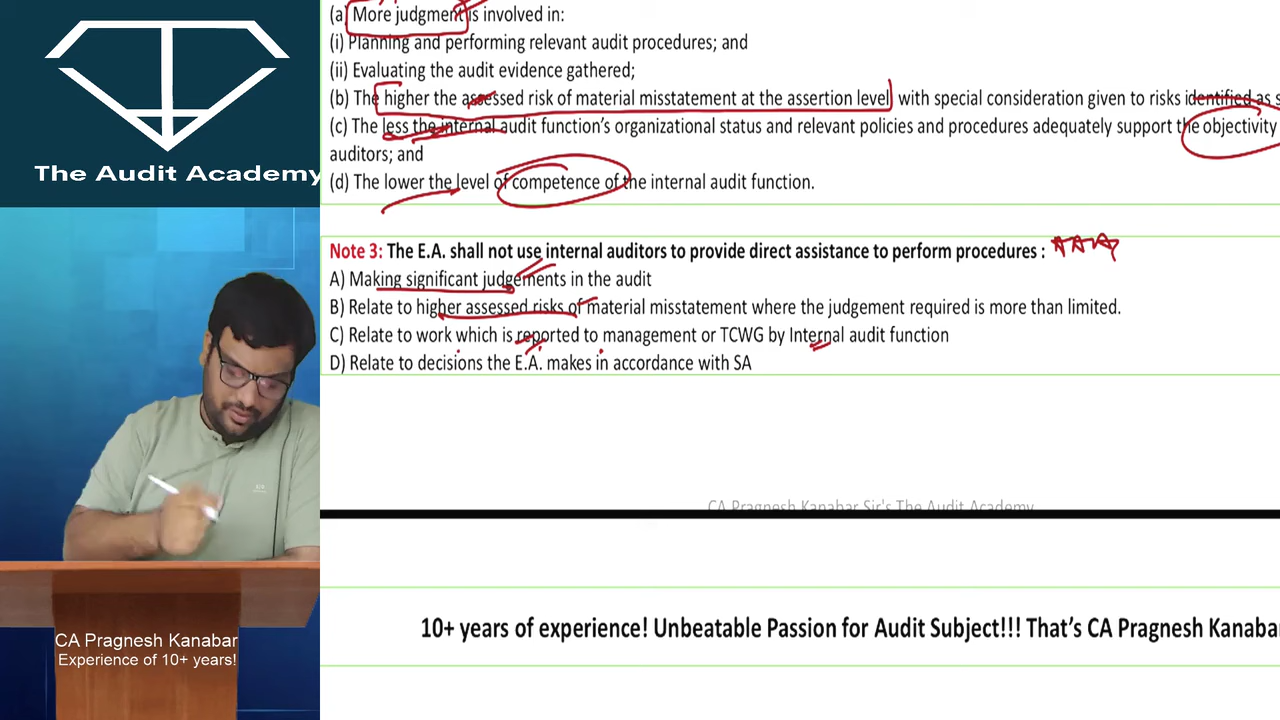 The Audit Academy
(a) More judgment is involved in:
(i) Planning and performing relevant audit procedures; and
(ii) Evaluating the audit evidence gathered;
(b) The higher the assessed risk of material misstatement at the assertion level with special consideration given to risks identified as s
(c) The less the internal audit function's organizational status and relevant policies and procedures adequately support the objectivity
auditors; and
(d) The lower the level of competence of the internal audit function.
Note 3: The E.A. shall not use internal auditors to provide direct assistance to perform procedures :
A) Making significant judgements in the audit
B) Relate to higher assessed risks of material misstatement where the judgement required is more than limited.
C) Relate to work which is reported to management or TCWG by Internal audit function
D) Relate to decisions the E.A. makes in accordance with SA
CA Pragnesh Kanabar Sir's The Audit Academy
10+ years of experience! Unbeatable Passion for Audit Subject!!! That's CA Pragnesh Kanabar
CA Pragnesh Kanabar
Experience of 10+ years!